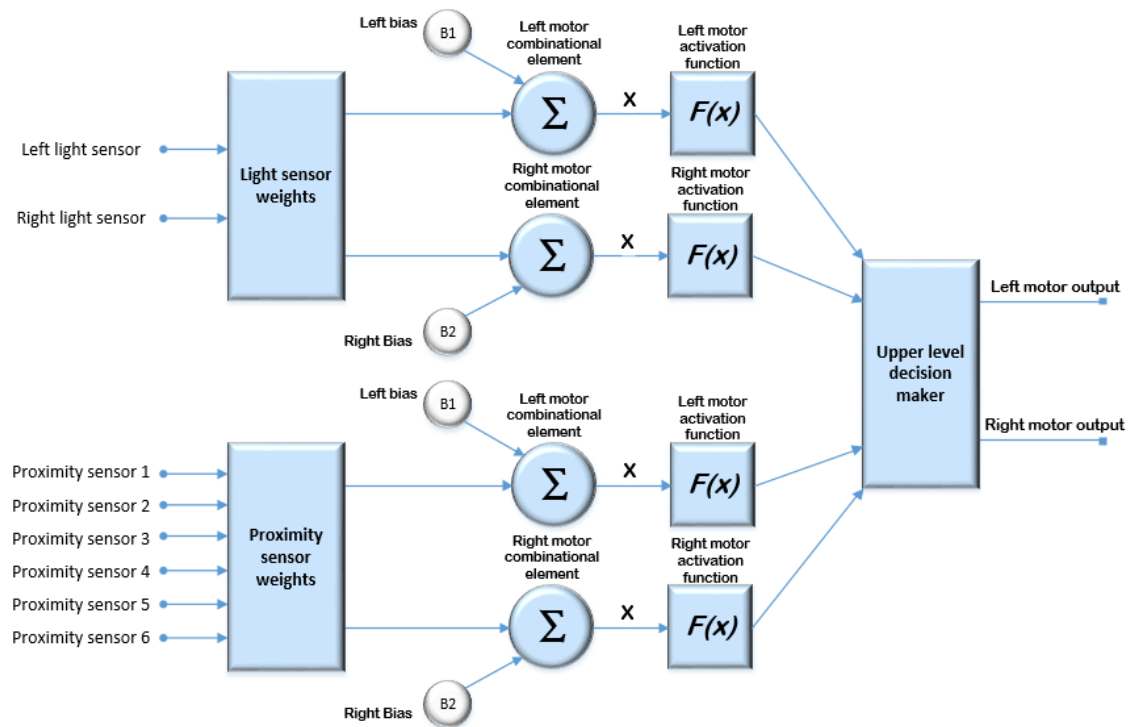 Left bias
B1
Left motor
combinational
element
Left motor
activation
function
Σ
X
F(x)
Left light sensor
Right light sensor
Light sensor
weights
Right motor
combinational
element
Right motor
activation
function
Σ
X
F(x)
B2
Right Bias
Left bias
B1
Left motor
combinational
element
Left motor
activation
function
Σ
X
F(x)
Proximity sensor 1
Proximity sensor 2
Proximity sensor 3
Proximity sensor 4
Proximity sensor 5
Proximity sensor 6
Proximity
sensor
weights
Right motor
combinational
element
Right motor
activation
function
Σ
X
F(x)
B2
Right Bias
Upper level
decision
maker
Left motor output
Right motor output